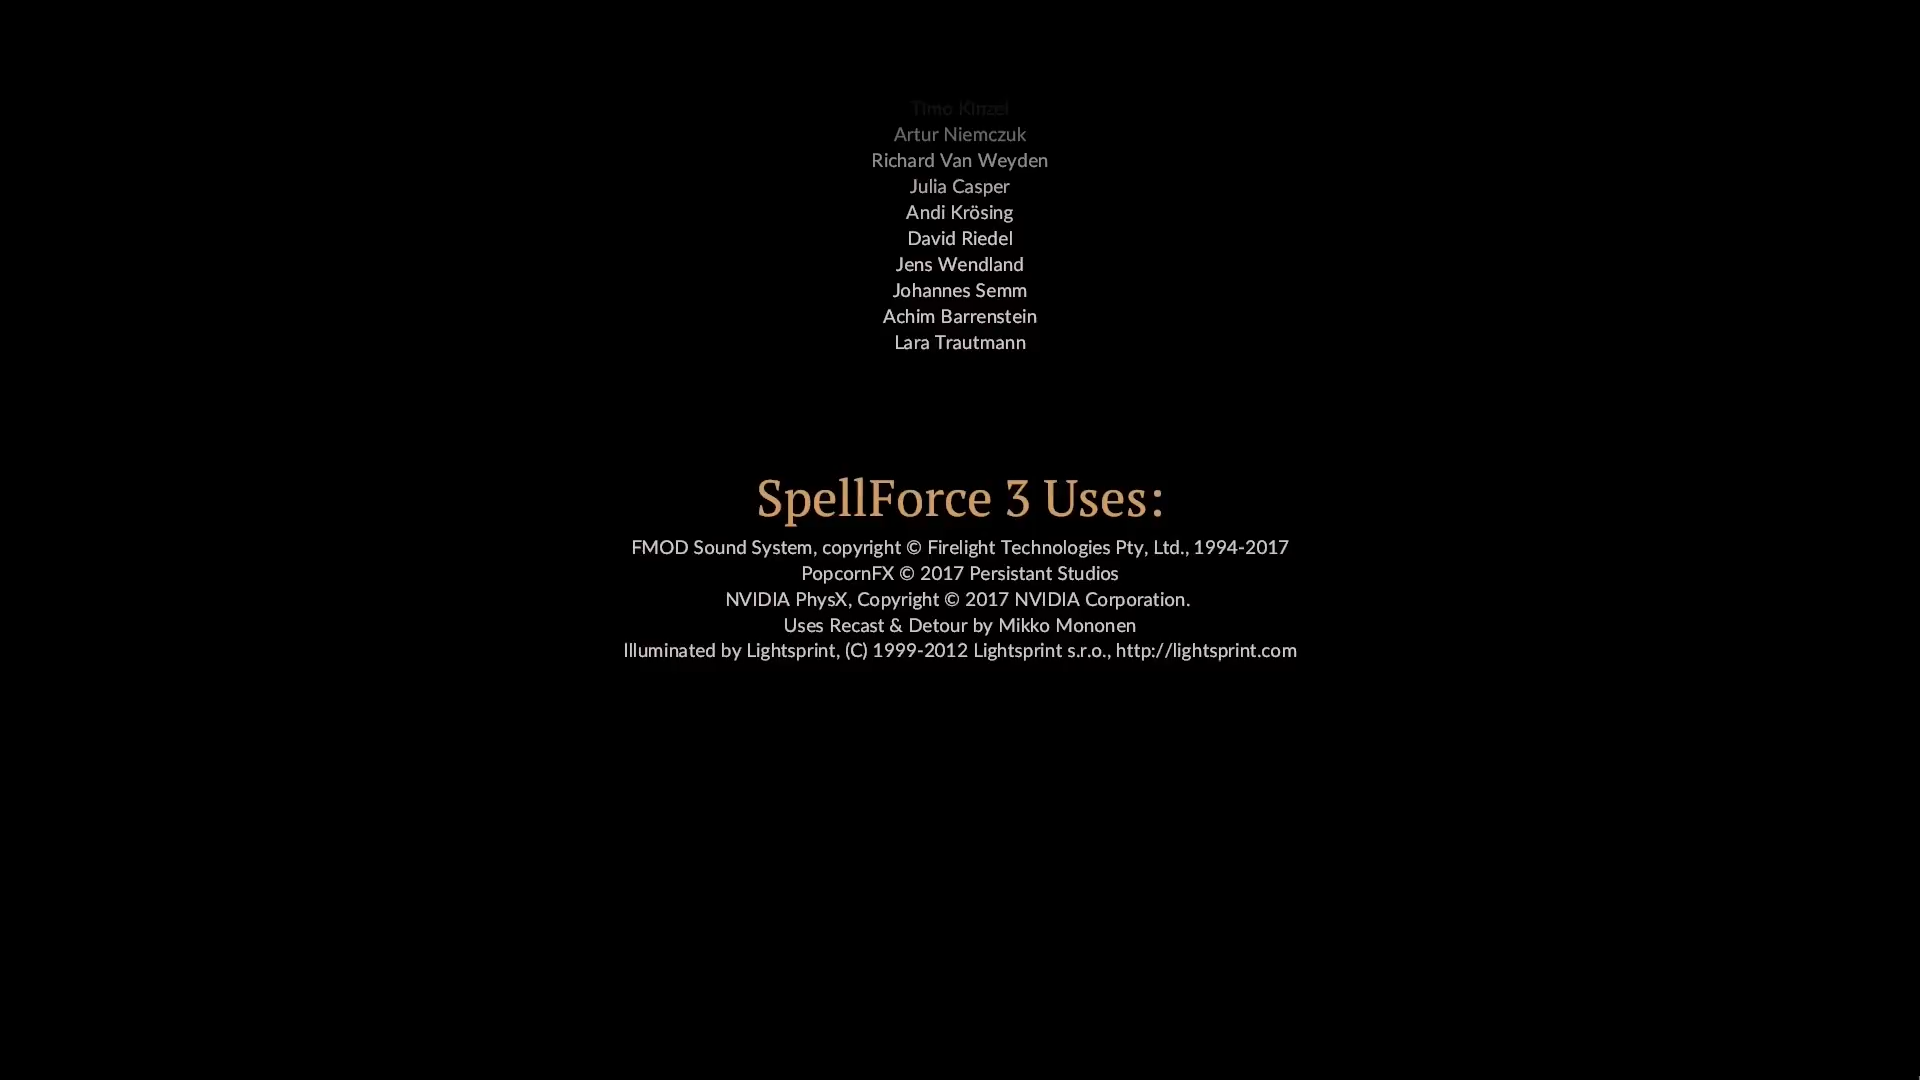 Timo Kinzel
Artur Niemczuk
Richard Van Weyden
Julia Casper
Andi Krösing
David Riedel
Jens Wendland
Johannes Semm
Achim Barrenstein
Lara Trautmann
SpellForce 3 Uses:
FMOD Sound System, copyright © Firelight Technologies Pty, Ltd., 1994-2017
PopcornFX © 2017 Persistant Studios
NVIDIA PhysX, Copyright © 2017 NVIDIA Corporation.
Uses Recast & Detour by Mikko Mononen
Illuminated by Lightsprint, (C) 1999-2012 Lightsprint s.r.o., http://lightsprint.com